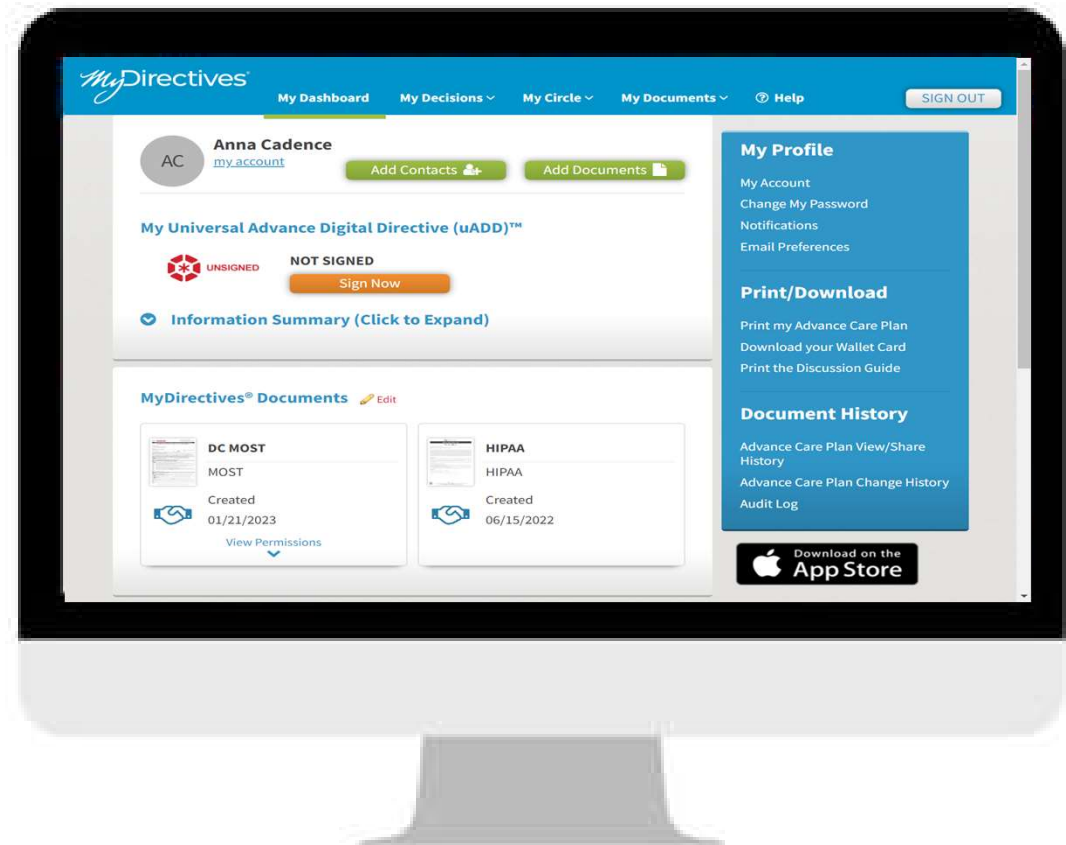 MyDirectives®
My Dashboard My Decisions My Circle My Documents Help SIGN OUT
AC
Anna Cadence
my account
Add Contacts Add Documents
My Universal Advance Digital Directive (uADD)™
UNSIGNED
NOT SIGNED
Sign Now
Information Summary (Click to Expand)
MyDirectives® Documents Edit
DC MOST
MOST
Created
01/21/2023
View Permissions
HIPAA
HIPAA
Created
06/15/2022
My Profile
My Account
Change My Password
Notifications
Email Preferences
Print/Download
Print my Advance Care Plan
Download your Wallet Card
Print the Discussion Guide
Document History
Advance Care Plan View/Share
History
Advance Care Plan Change History
Audit Log
Download on the
App Store